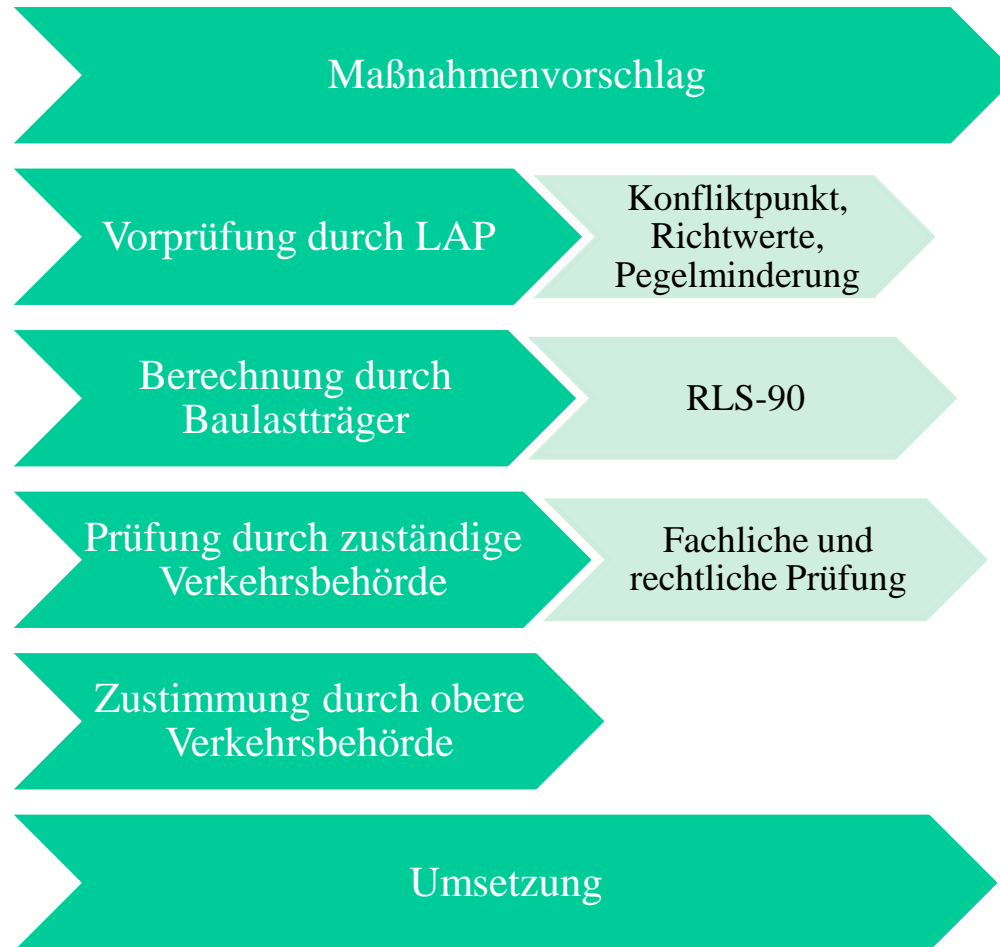 Maßnahmenvorschlag
Vorprüfung durch LAP
Konfliktpunkt,
Richtwerte,
Pegelminderung
Berechnung durch
Baulastträger
RLS-90
Prüfung durch zuständige
Verkehrsbehörde
Fachliche und
rechtliche Prüfung
Zustimmung durch obere
Verkehrsbehörde
Umsetzung